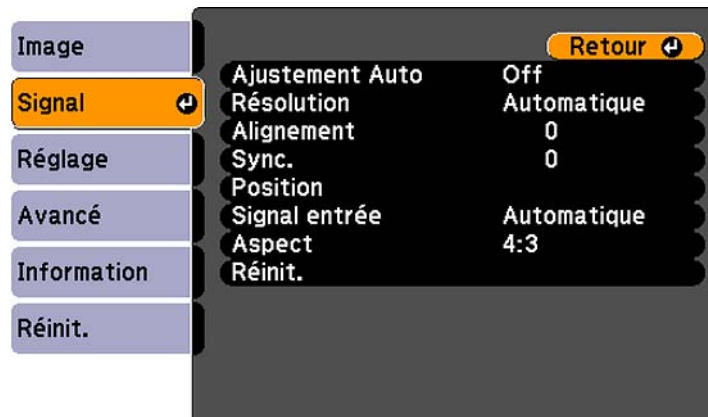 Image
Signal
Réglage
Avancé
Information
Réinit.
Retour
Ajustement Auto Off
Résolution Automatique
Alignement 0
Sync. 0
Position
Signal entrée Automatique
Aspect 4:3
Réinit.